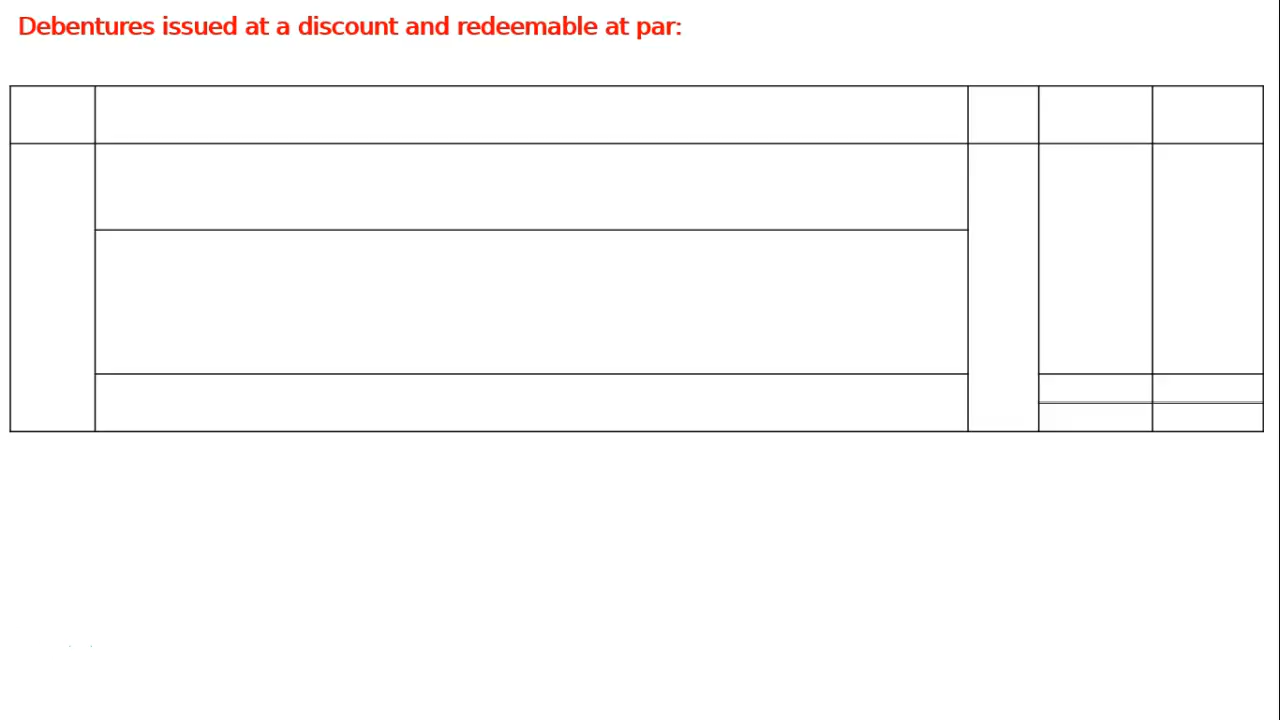 Debentures issued at a discount and redeemable at par: